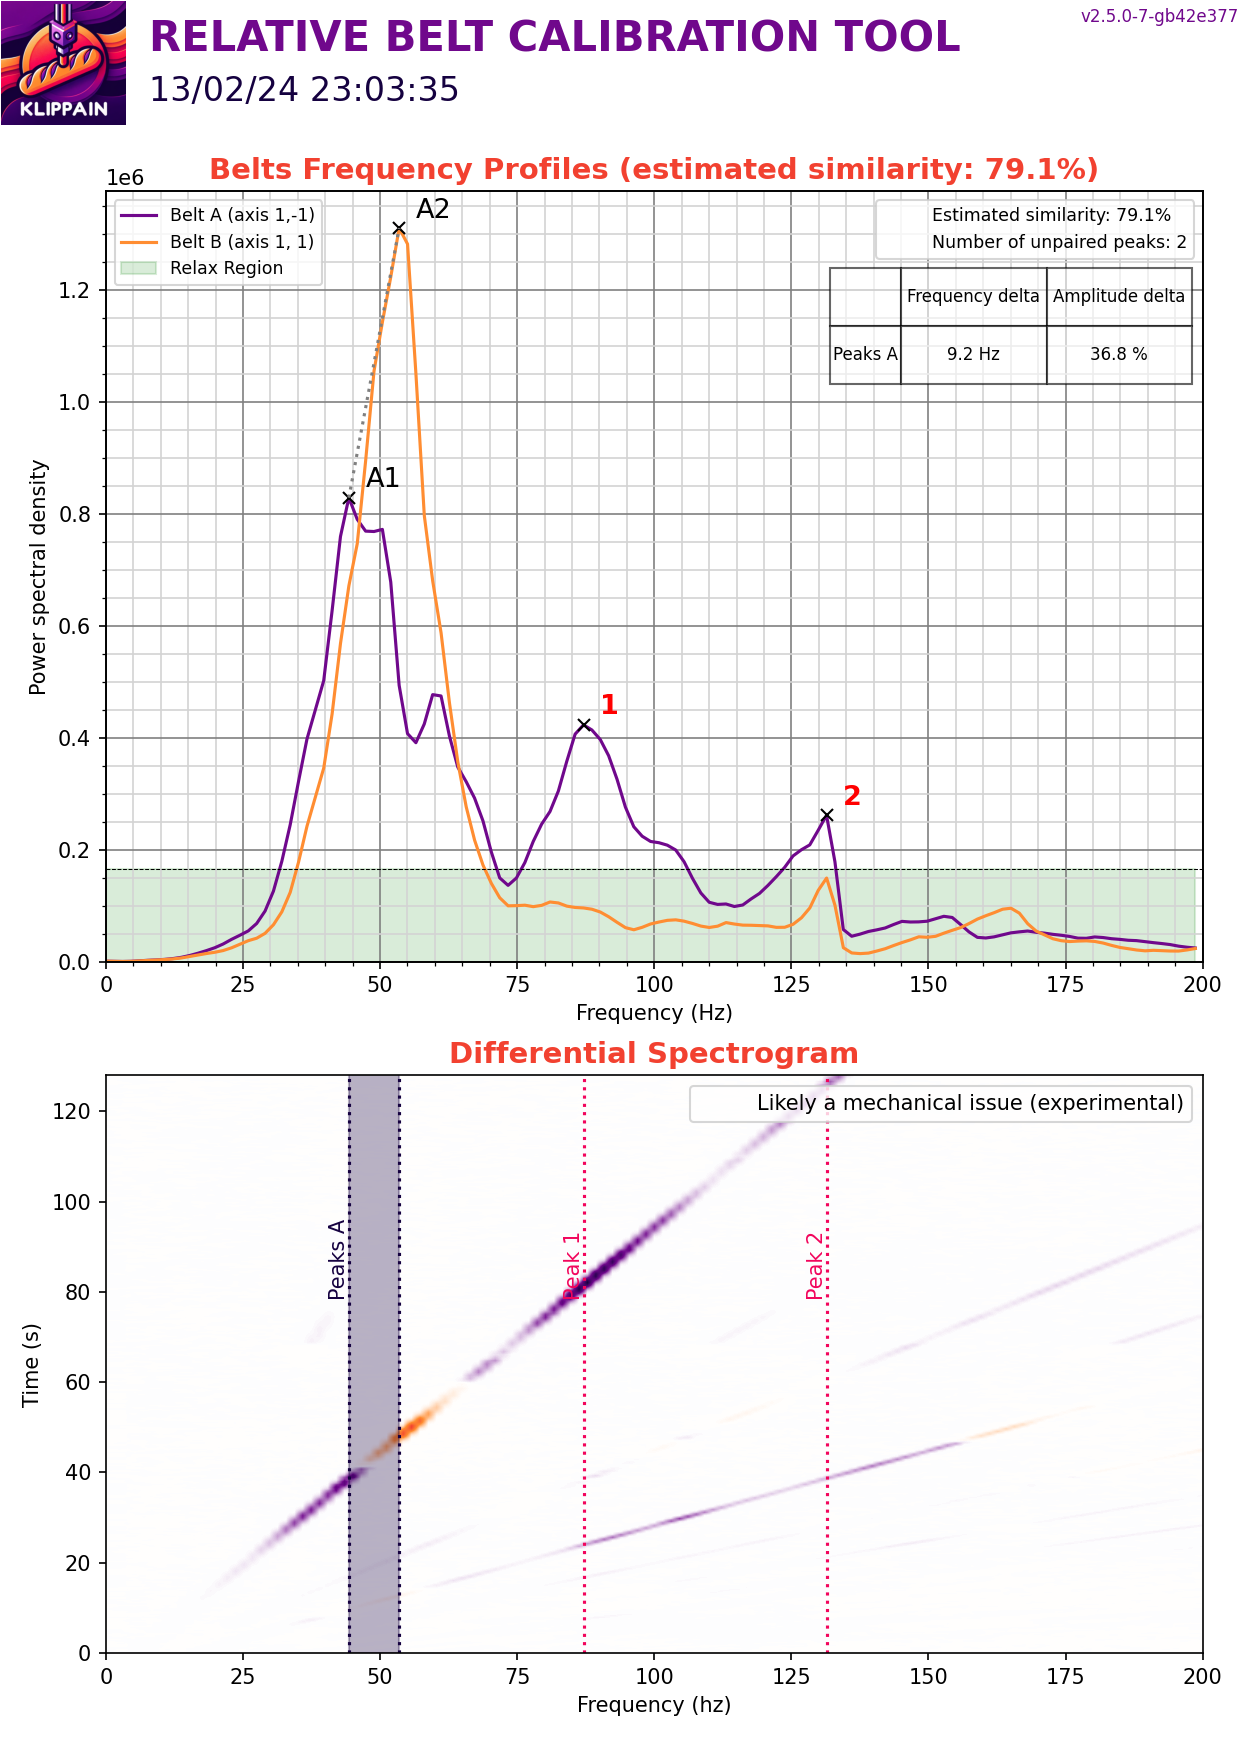 KLIPPAIN
RELATIVE BELT CALIBRATION TOOL
13/02/24 23:03:35
v2.5.0-7-gb42e377
Belts Frequency Profiles (estimated similarity: 79.1%)
1e6
Belt A (axis 1,-1)
Belt B (axis 1, 1)
Relax Region
A2
Estimated similarity: 79.1%
Number of unpaired peaks: 2
Frequency delta Amplitude delta
Peaks A 9.2 Hz 36.8 %
A1
1
2
Power spectral density
1.2
1.0
0.8
0.6
0.4
0.2
0.0
0 25 50 75 100 125 150 175 200
Frequency (Hz)
Differential Spectrogram
Likely a mechanical issue (experimental)
Peaks A
Peak 1
Peak 2
Time (s)
120
100
80
60
40
20
0
0 25 50 75 100 125 150 175 200
Frequency (hz)